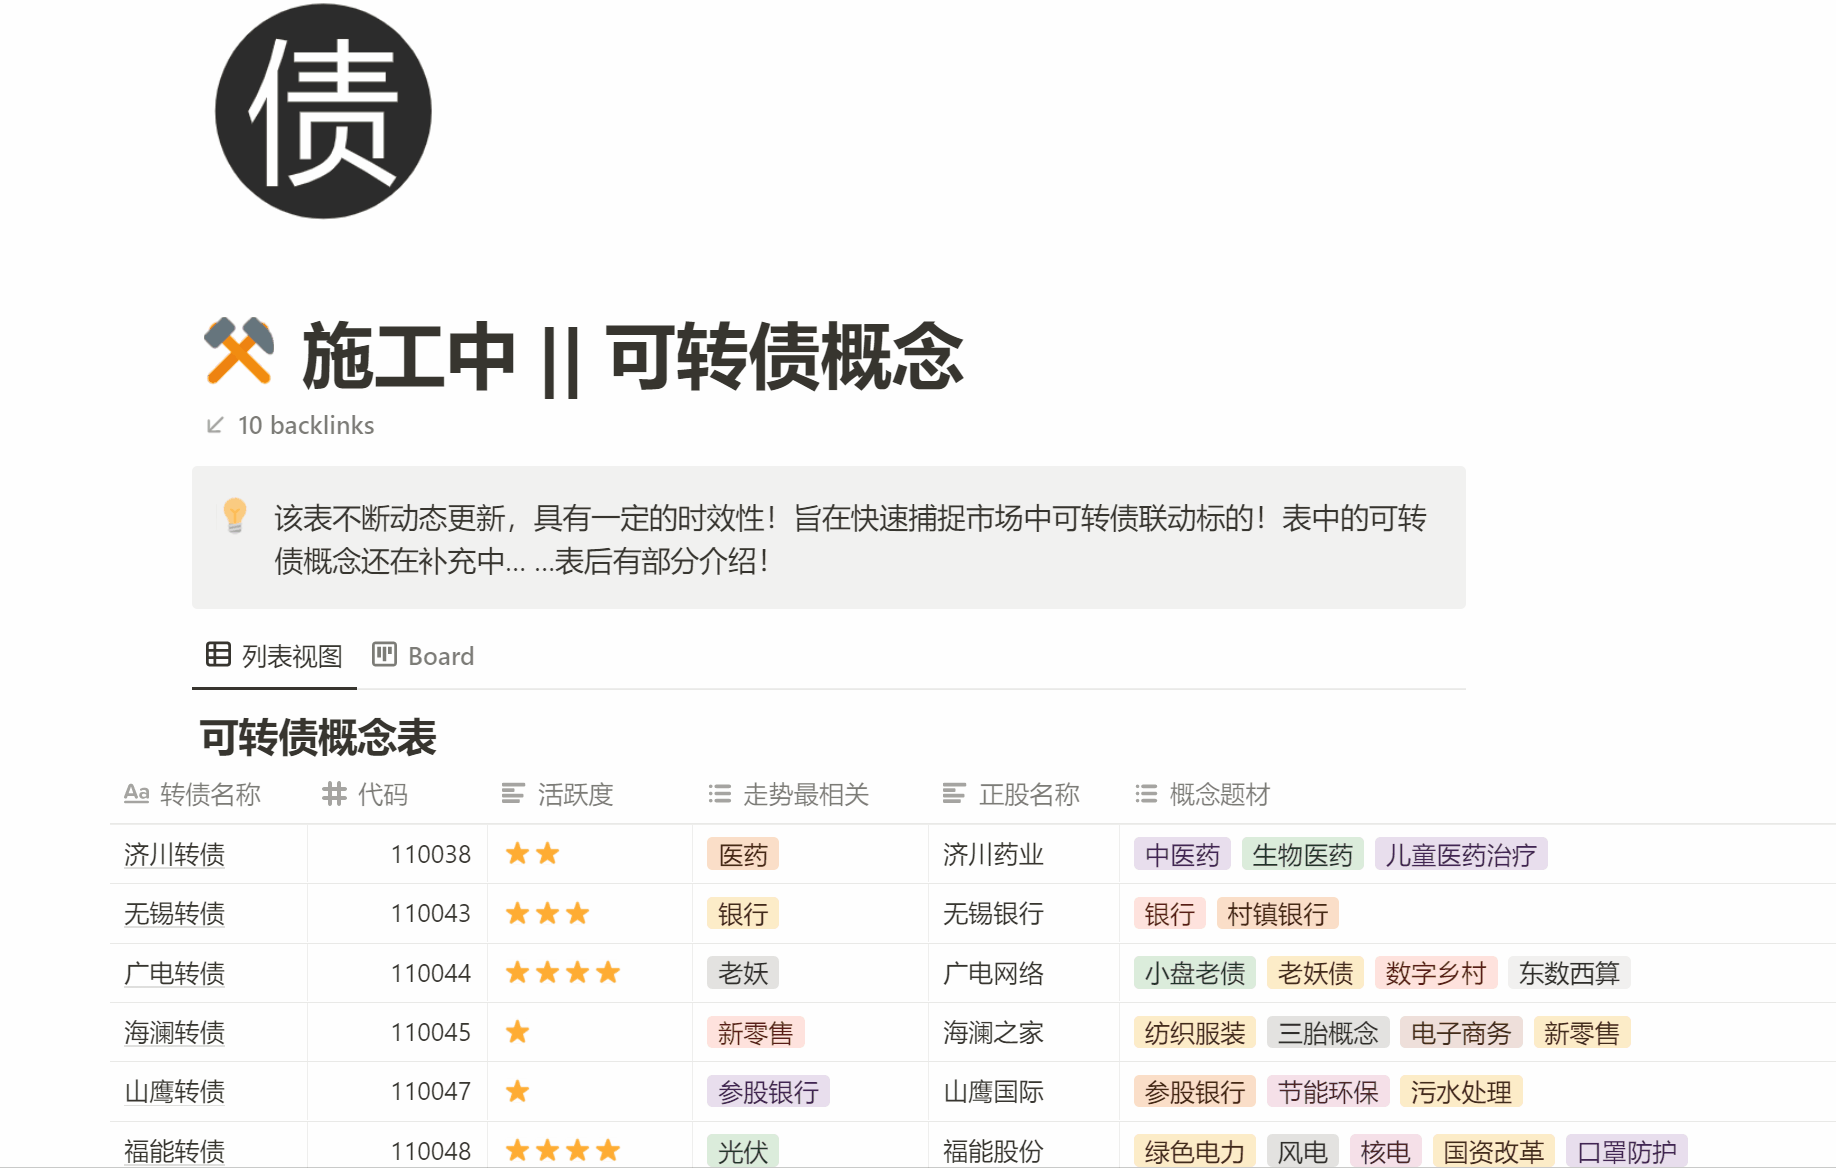 债
施工中 || 可转债概念
10 backlinks
该表不断动态更新，具有一定的时效性！旨在快速捕捉市场中可转债联动标的！表中的可转
债概念还在补充中... ...表后有部分介绍！
列表视图 Board
可转债概念表
Aa 转债名称 # 代码 活跃度 走势最相关 正股名称 概念题材
济川转债 110038 医药 济川药业 中医药 生物医药 儿童医药治疗
无锡转债 110043 银行 无锡银行 银行 村镇银行
广电转债 110044 老妖 广电网络 小盘老债 老妖债 数字乡村 东数西算
海澜转债 110045 新零售 海澜之家 纺织服装 三胎概念 电子商务 新零售
山鹰转债 110047 参股银行 山鹰国际 参股银行 节能环保 污水处理
福能转债 110048 光伏 福能股份 绿色电力 风电 核电 国资改革 口罩防护